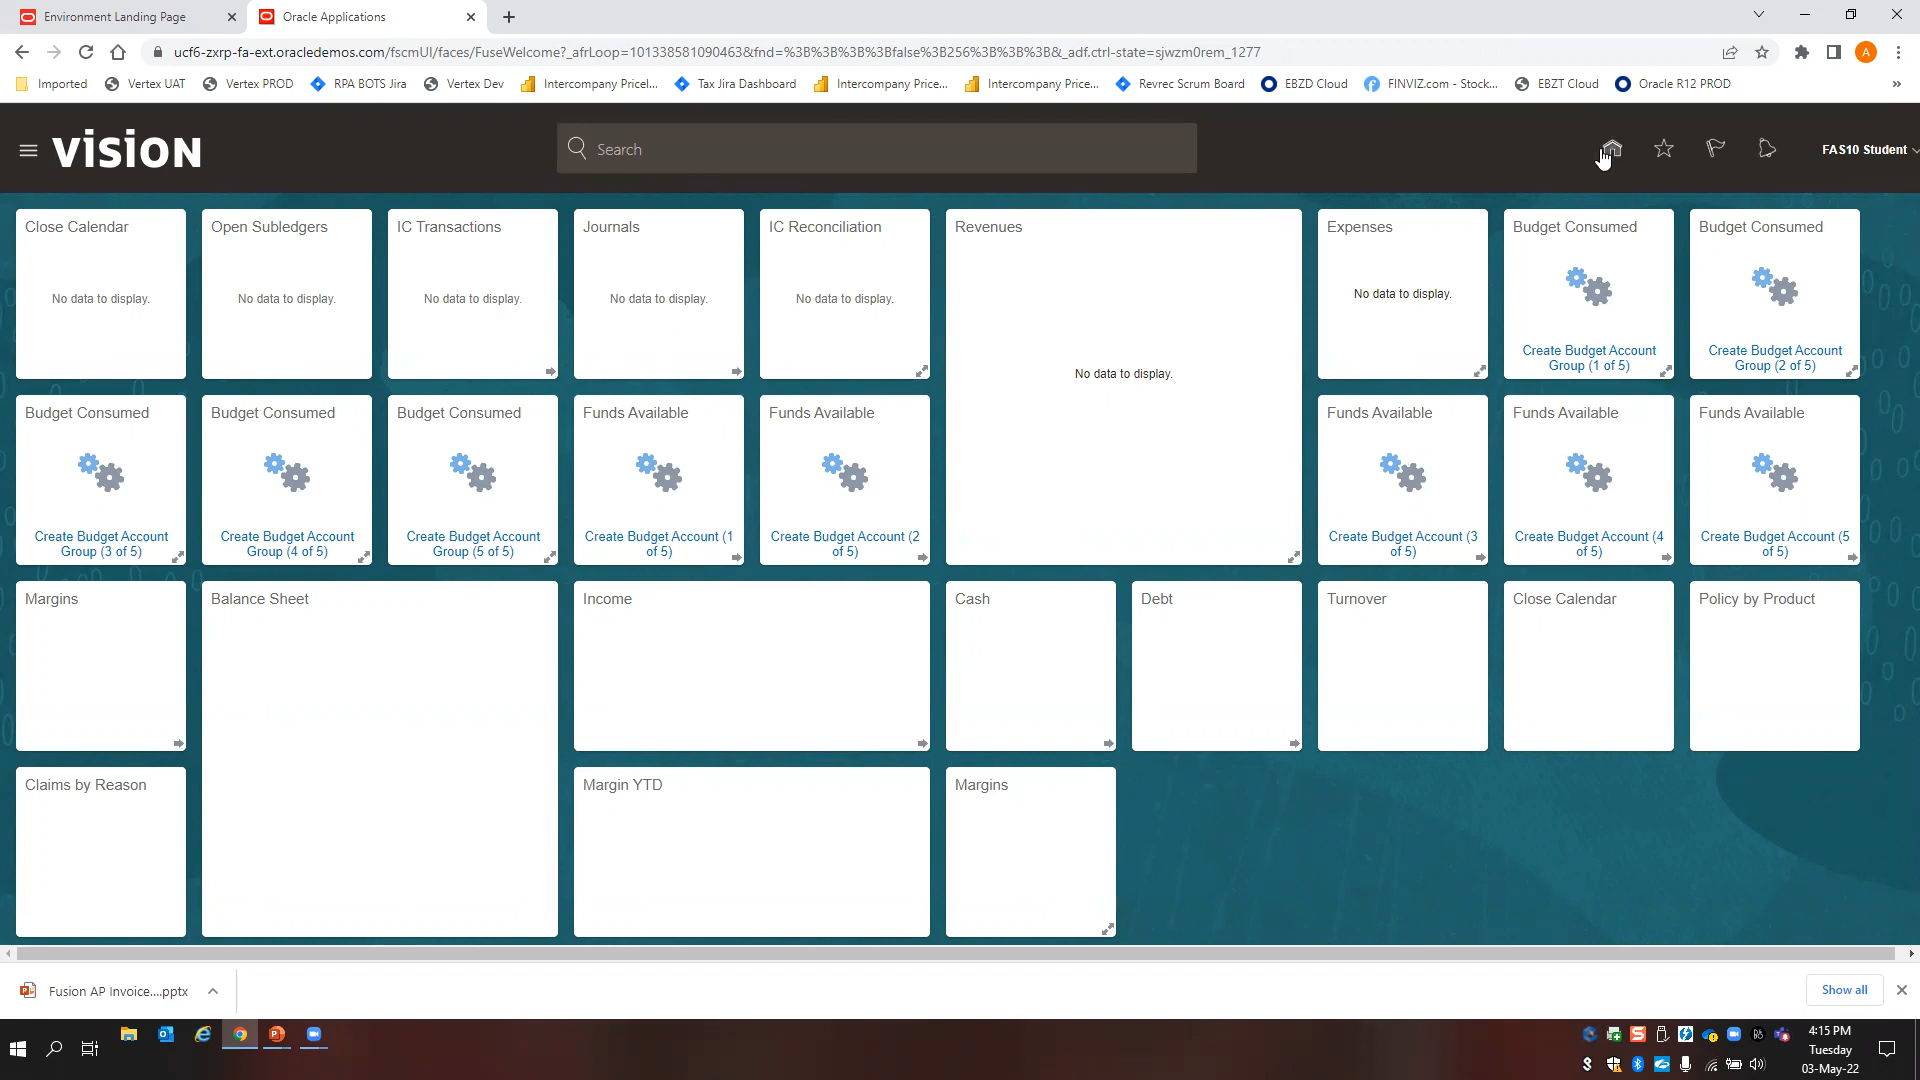 Environment Landing Page
Oracle Applications
ucf6-zxrp-fa-ext.oracledemos.com/fscmUI/faces/FuseWelcome?_afrLoop=101338581090463&fnd=%3B%3B%3B%3Bfalse%3B256%3B%3B%3B&_adf.ctrl-state=sjwzm0rem_1277
A
Imported
Vertex UAT
Vertex PROD
RPA BOTS Jira
Vertex Dev
Intercompany Pricel...
Tax Jira Dashboard
Intercompany Price...
Intercompany Price...
Revrec Scrum Board
EBZD Cloud
FINVIZ.com - Stock...
EBZT Cloud
Oracle R12 PROD
»
vision
Search
FAS10 Student
Close Calendar
No data to display.
Open Subledgers
No data to display.
IC Transactions
No data to display.
Journals
No data to display.
IC Reconciliation
No data to display.
Revenues
No data to display.
Expenses
No data to display.
Budget Consumed
Create Budget Account
Group (1 of 5)
Budget Consumed
Create Budget Account
Group (2 of 5)
Budget Consumed
Create Budget Account
Group (3 of 5)
Budget Consumed
Create Budget Account
Group (4 of 5)
Budget Consumed
Create Budget Account
Group (5 of 5)
Funds Available
Create Budget Account (1
of 5)
Funds Available
Create Budget Account (2
of 5)
Funds Available
Create Budget Account (3
of 5)
Funds Available
Create Budget Account (4
of 5)
Funds Available
Create Budget Account (5
of 5)
Margins
Balance Sheet
Income
Cash
Debt
Turnover
Close Calendar
Policy by Product
Claims by Reason
Margin YTD
Margins
Fusion AP Invoice....pptx
Show all
4:15 PM
Tuesday
03-May-22